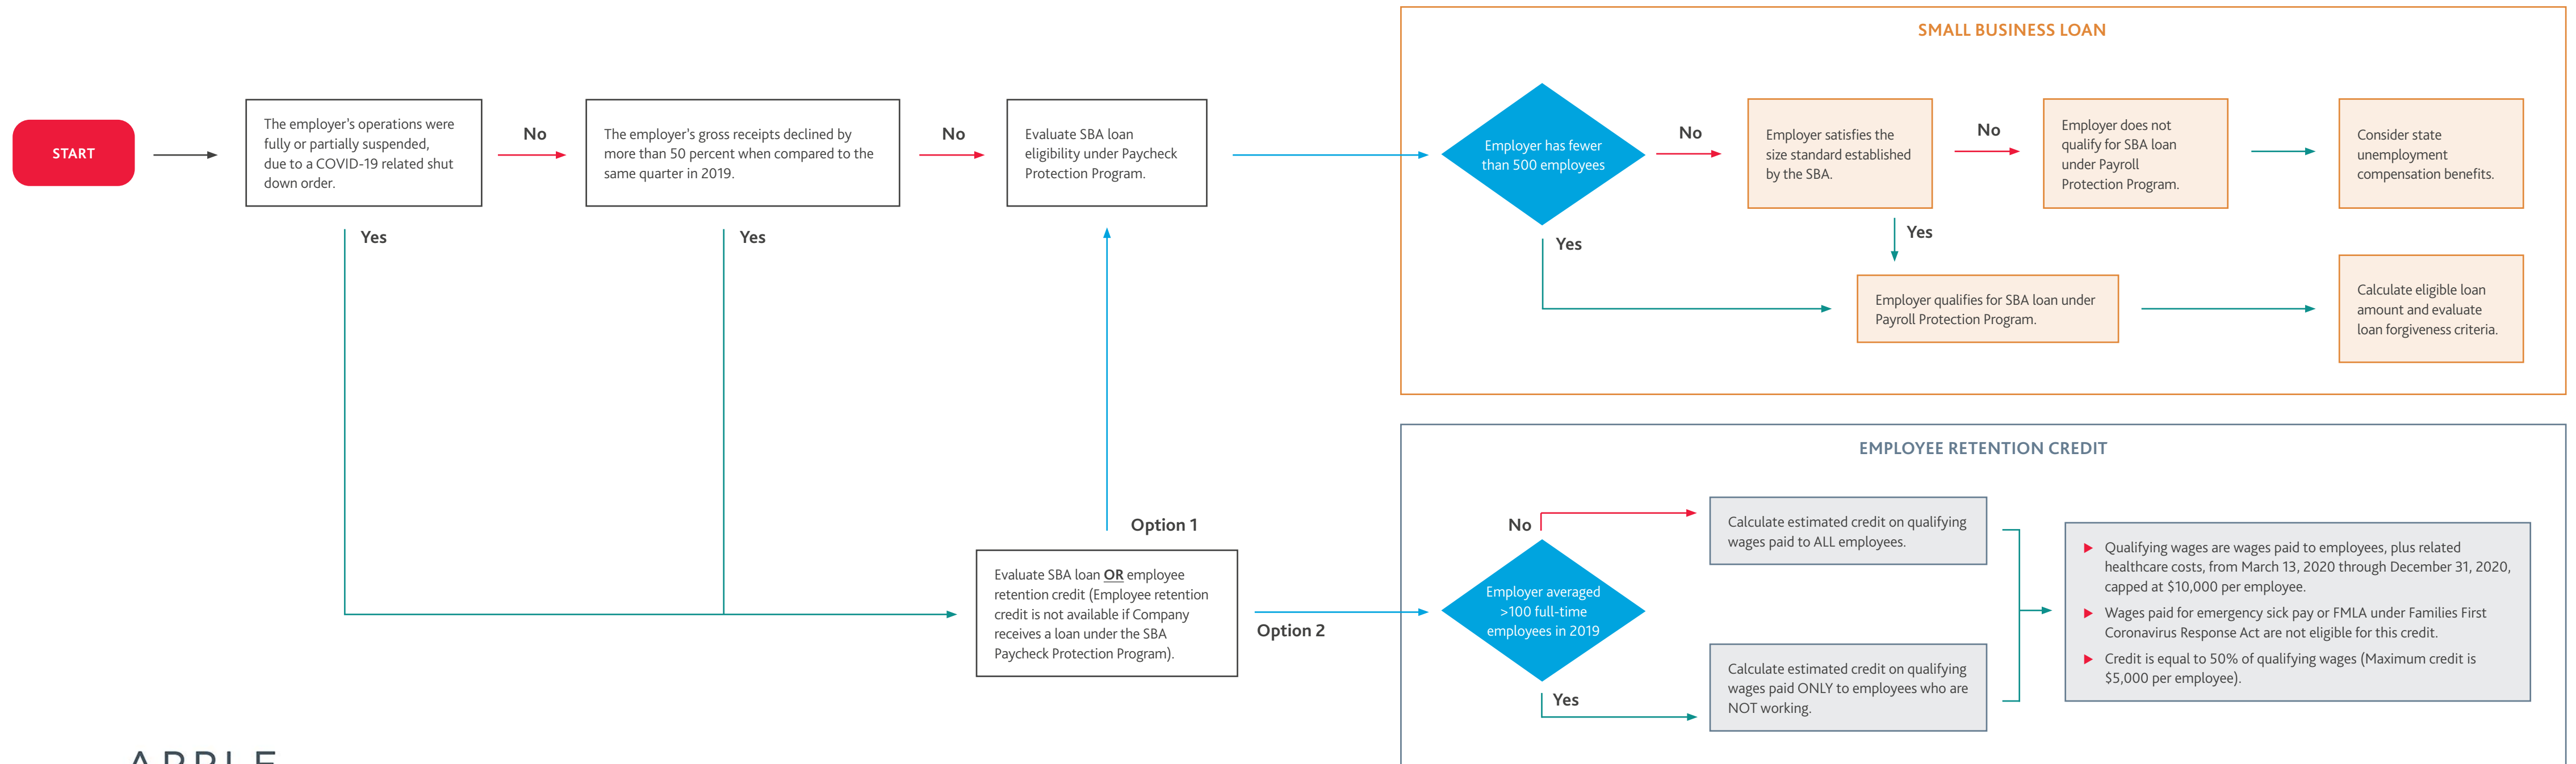 START
The employer's operations were
fully or partially suspended,
due to a COVID-19 related shut
down order.
No
Yes
The employer's gross receipts declined by
more than 50 percent when compared to the
same quarter in 2019.
No
Yes
Evaluate SBA loan
eligibility under Paycheck
Protection Program.
Option 1
Evaluate SBA loan OR employee
retention credit (Employee retention
credit is not available if Company
receives a loan under the SBA
Paycheck Protection Program).
Option 2
SMALL BUSINESS LOAN
Employer has fewer
than 500 employees
No
Yes
Employer satisfies the
size standard established
by the SBA.
No
Yes
Employer does not
qualify for SBA loan
under Payroll
Protection Program.
Consider state
unemployment
compensation benefits.
Employer qualifies for SBA loan under
Payroll Protection Program.
Calculate eligible loan
amount and evaluate
loan forgiveness criteria.
EMPLOYEE RETENTION CREDIT
Employer averaged
>100 full-time
employees in 2019
No
Calculate estimated credit on qualifying
wages paid to ALL employees.
Yes
Calculate estimated credit on qualifying
wages paid ONLY to employees who are
NOT working.
Qualifying wages are wages paid to employees, plus related
healthcare costs, from March 13, 2020 through December 31, 2020,
capped at $10,000 per employee.
Wages paid for emergency sick pay or FMLA under Families First
Coronavirus Response Act are not eligible for this credit.
Credit is equal to 50% of qualifying wages (Maximum credit is
$5,000 per employee).